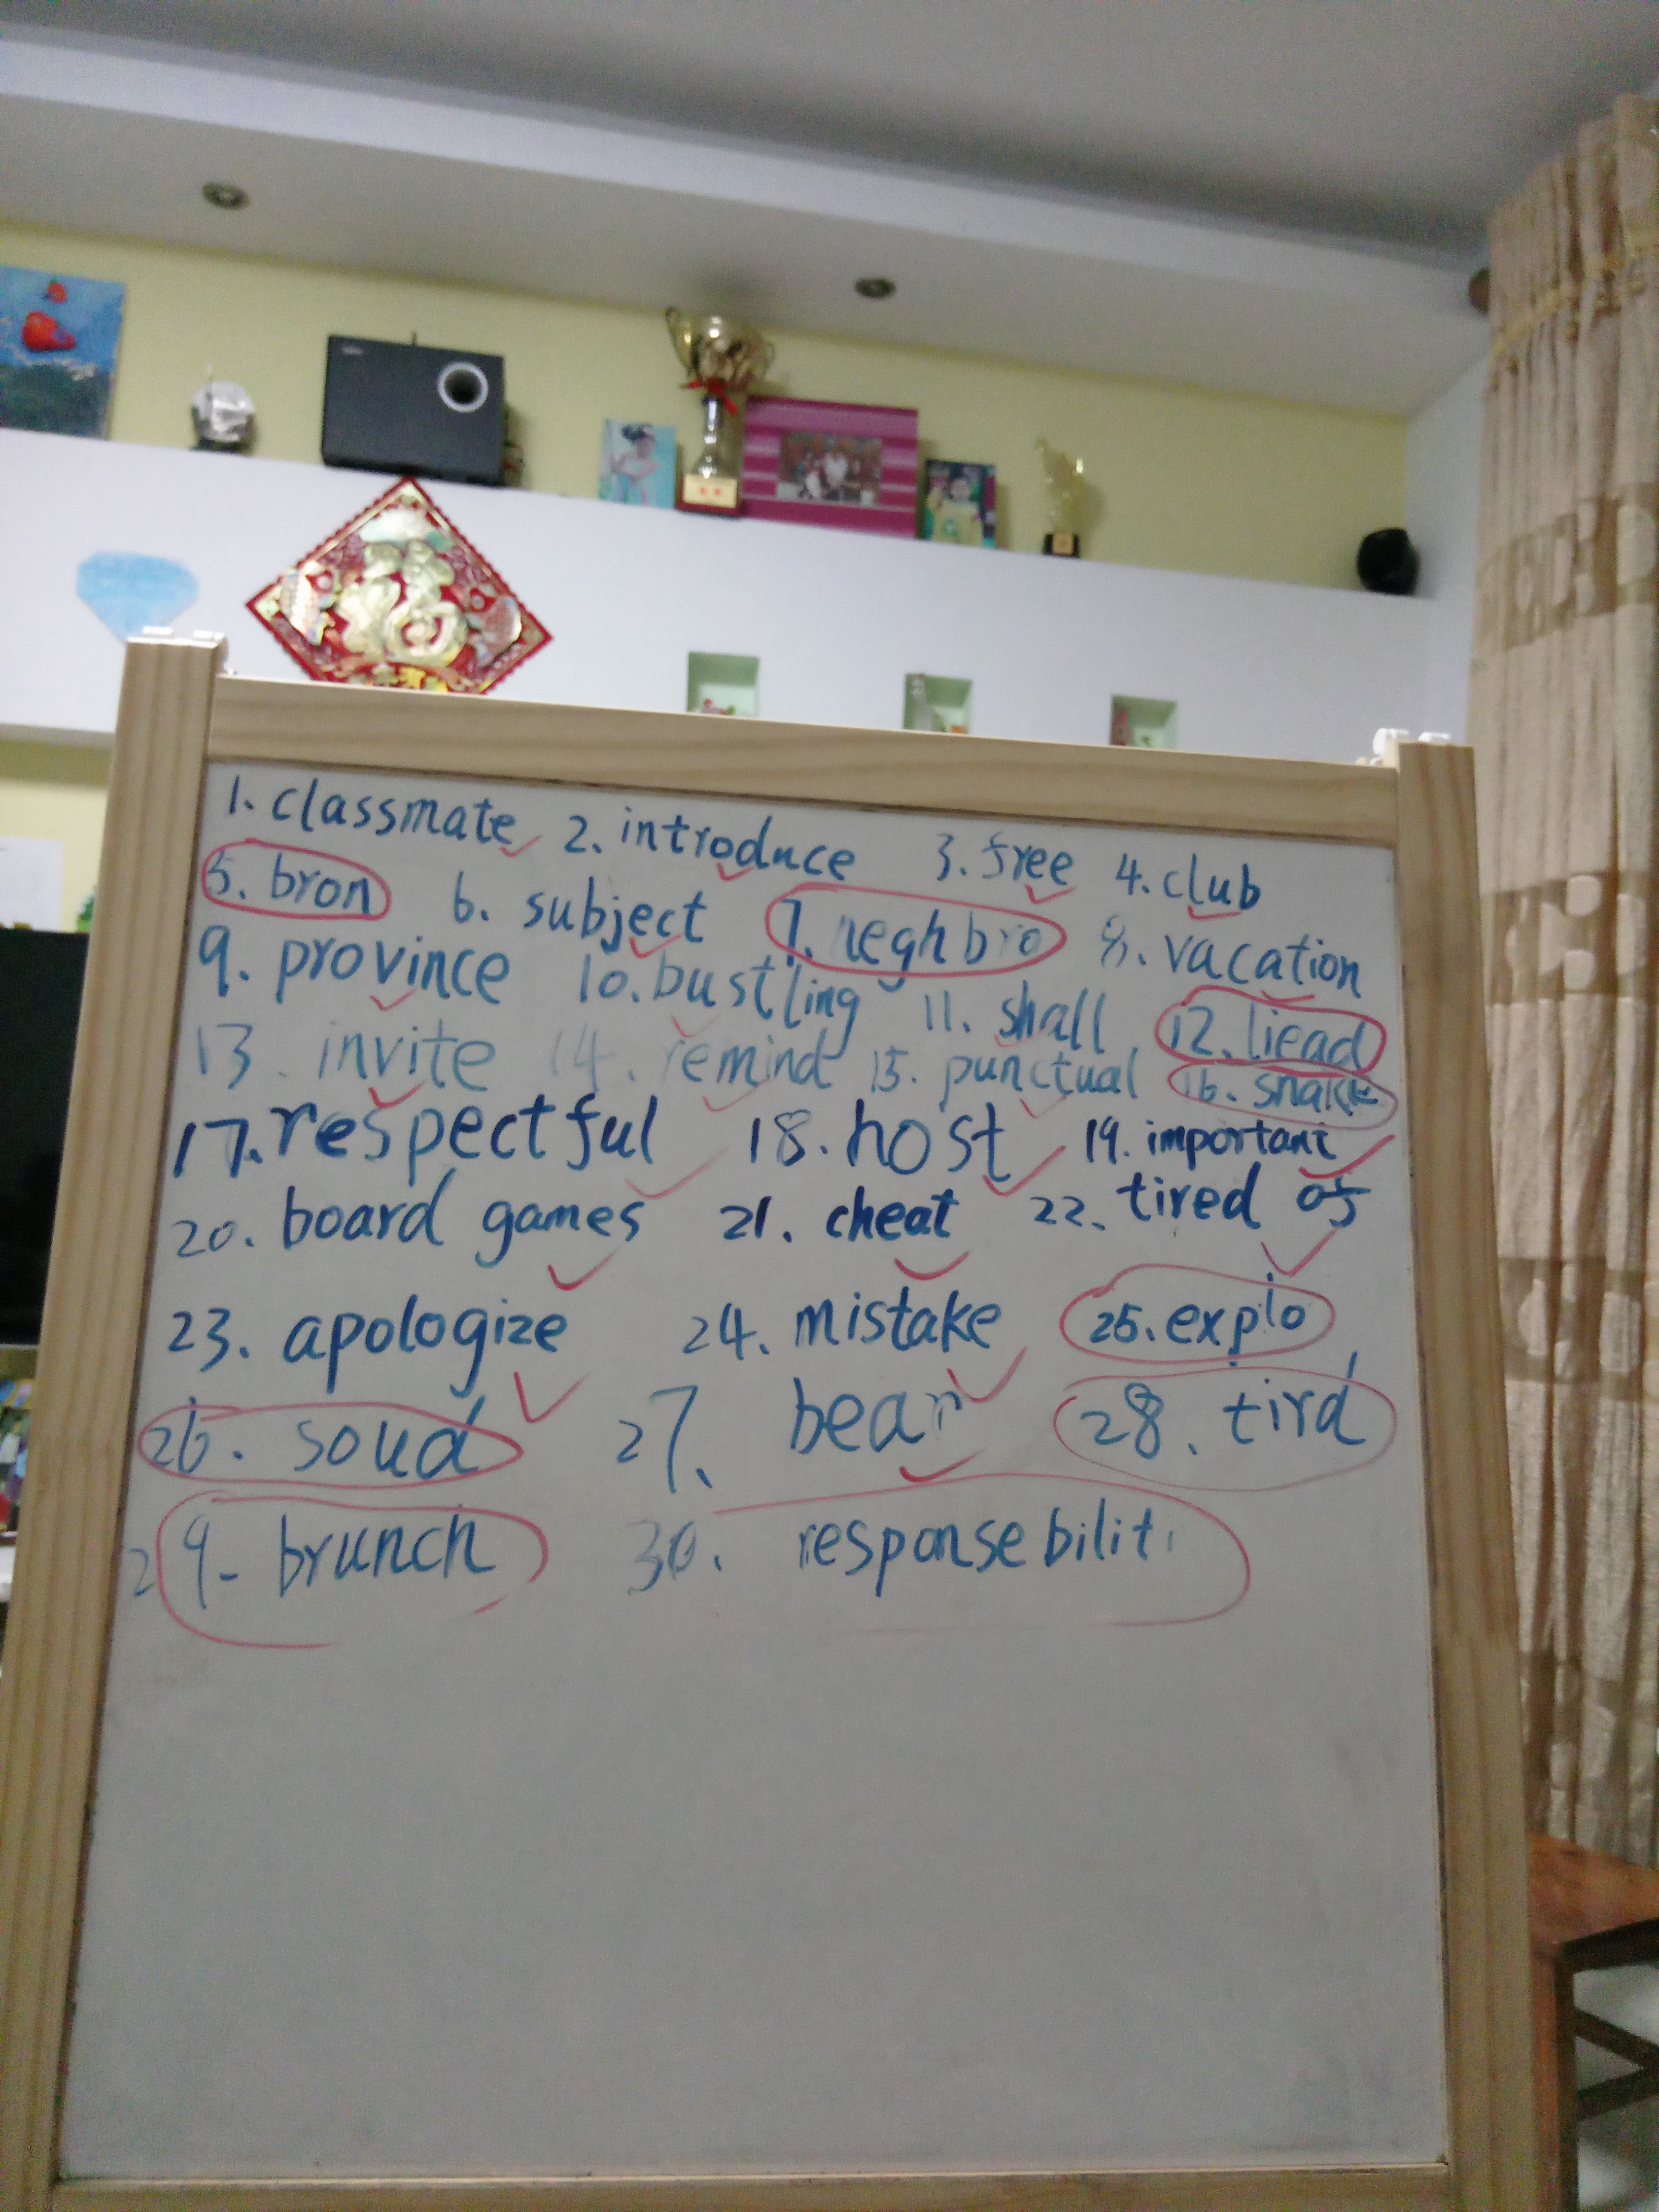 福
1. classmate 2. introduce 3. free 4. club
5. bron 6. subject 7. neghbro 8. vacation
9. province 10. bustling 11. shall 12. liead
13. invite 14. remind 15. punctual 16.
17. respectful 18. host 19. important
20. board games 21. cheat 22. tired of
23. apologize 24. mistake 25. explo
26. soud 27. bear 28. tird
29. brunch 30. responsebiliti